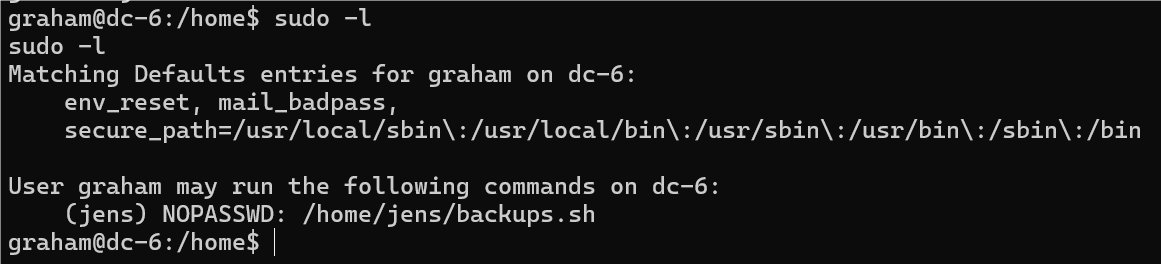 graham@dc-6:/home$ sudo -l
sudo -l
Matching Defaults entries for graham on dc-6:
    env_reset, mail_badpass,
    secure_path=/usr/local/sbin\:/usr/local/bin\:/usr/sbin\:/usr/bin\:/sbin\:/bin

User graham may run the following commands on dc-6:
    (jens) NOPASSWD: /home/jens/backups.sh
graham@dc-6:/home$